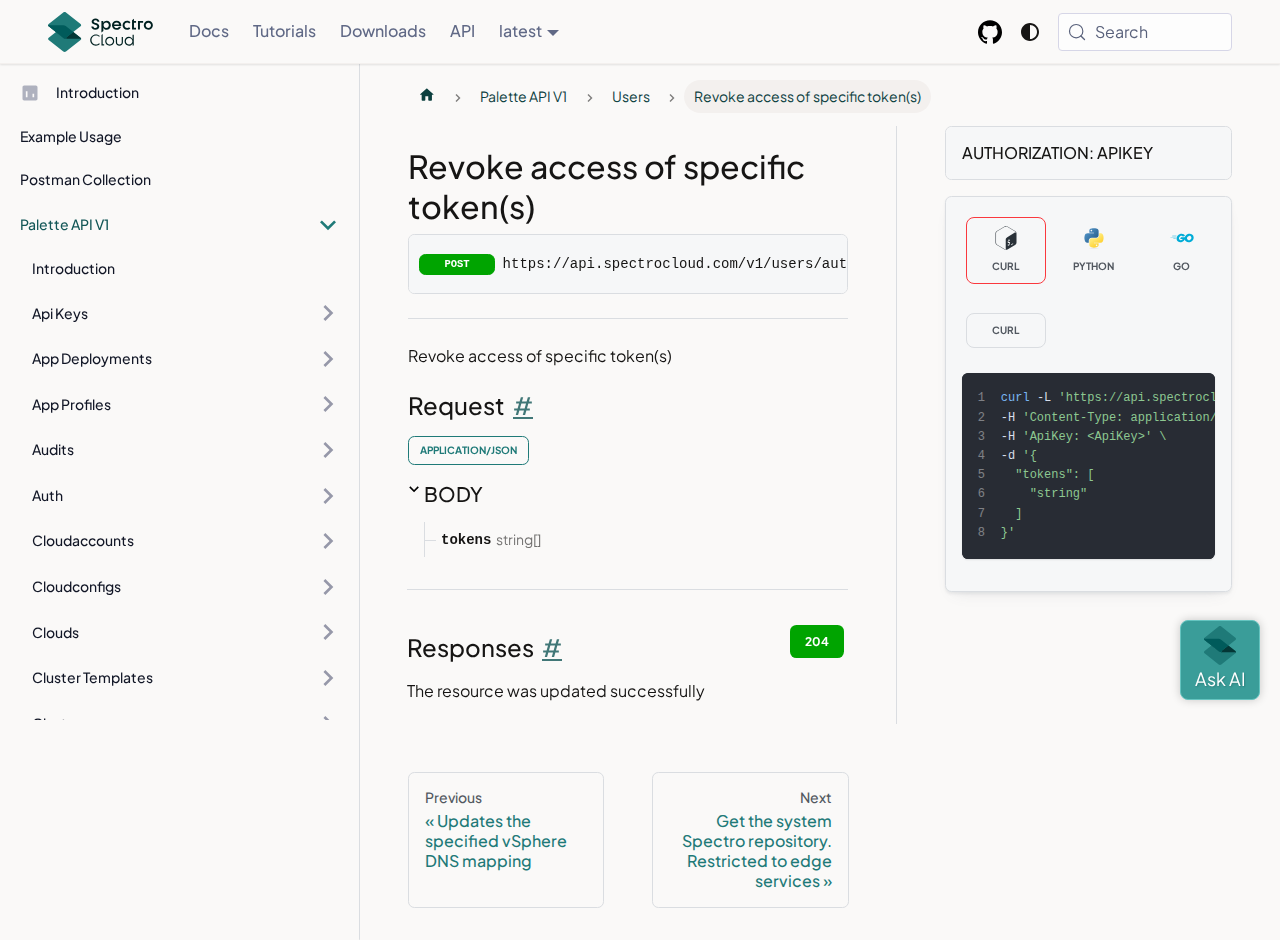 Spectro Cloud
Docs
Tutorials
Downloads
API
latest
Search
Introduction
Example Usage
Postman Collection
Palette API V1
Introduction
Api Keys
App Deployments
App Profiles
Audits
Auth
Cloudaccounts
Cloudconfigs
Clouds
Cluster Templates
Palette API V1
Users
Revoke access of specific token(s)
Revoke access of specific
token(s)
POST https://api.spectrocloud.com/v1/users/aut
Revoke access of specific token(s)
Request #
APPLICATION/JSON
BODY
tokens string[]
Responses #
204
The resource was updated successfully
Previous
« Updates the
specified vSphere
DNS mapping
Next
Get the system
Spectro repository.
Restricted to edge
services »
AUTHORIZATION: APIKEY
CURL
PYTHON
GO
CURL
1 curl -L 'https://api.spectrocl
2 -H 'Content-Type: application/
3 -H 'ApiKey: <ApiKey>' \
4 -d '{
5 "tokens": [
6 "string"
7 ]
8 }'
Ask AI